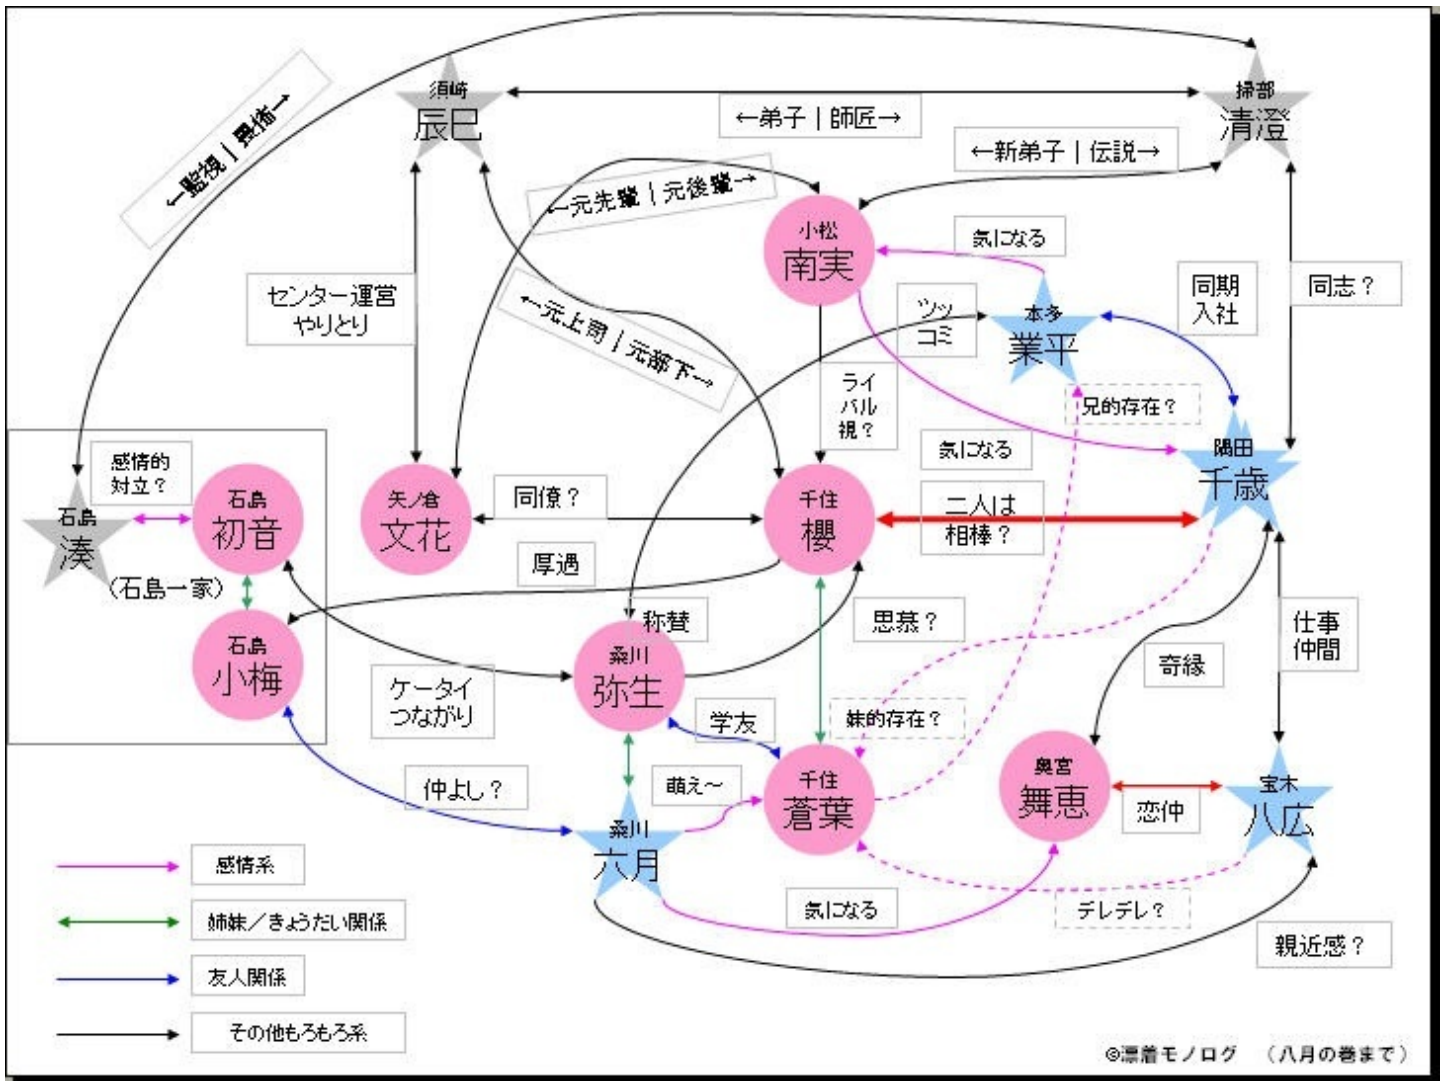 須崎
辰巳
掃部
清澄
←弟子｜師匠→
←監視｜畏怖→
←新弟子｜伝説→
←元先輩｜元後輩→
小松
南実
気になる
センター運営
やりとり
←元上司｜元部下→
ツッ
コミ
本多
業平
同期
入社
同志？
ライ
バル
視？
兄的存在？
感情的
対立？
気になる
隅田
千歳
石島
湊
石島
初音
矢ノ倉
文花
同僚？
千住
櫻
二人は
相棒？
（石島一家）
厚遇
称賛
思慕？
仕事
仲間
石島
小梅
桑川
弥生
奇縁
ケータイ
つながり
学友
妹的存在？
仲よし？
萌え～
千住
蒼葉
奥宮
舞恵
恋仲
宝木
八広
桑川
六月
気になる
デレデレ？
親近感？
感情系
姉妹／きょうだい関係
友人関係
その他もろもろ系
©漂着モノログ　（八月の巻まで）